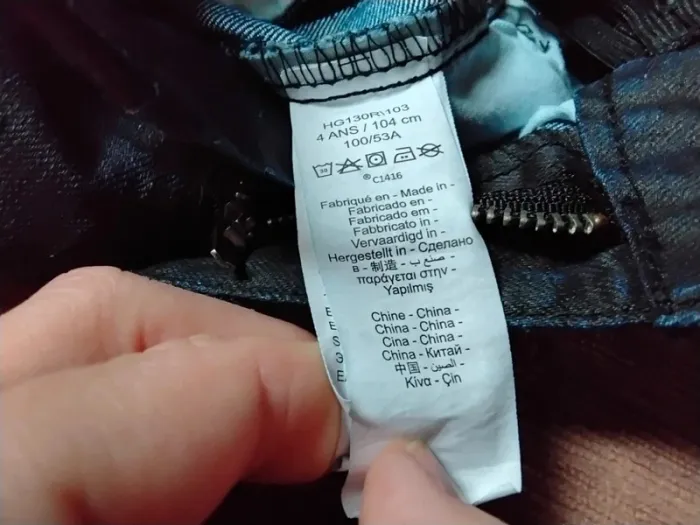 HG130R\103
4 ANS / 104 cm
100/53A
®C1416
Fabriqué en - Made in -
Fabricado en -
Fabricado em -
Fabbricato in -
Vervaardigd in -
Hergestellt in - Сделано
в - 制造 - صنع ب -
παράγεται στην -
Yapılmış
Chine - China -
China - China -
Cina - China -
China - Китай -
中国 - الصين -
Κίνα - Çin
E
E
S
Э
E